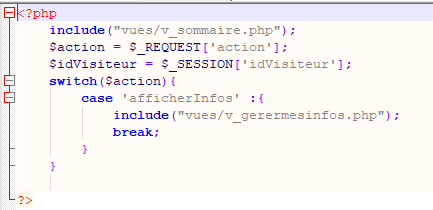 <?php
include("vues/v_sommaire.php");
$action = $_REQUEST['action'];
$idVisiteur = $_SESSION['idVisiteur'];
switch($action){
case 'afficherInfos' :{
include("vues/v_gerermesinfos.php");
break;
}
}
?>